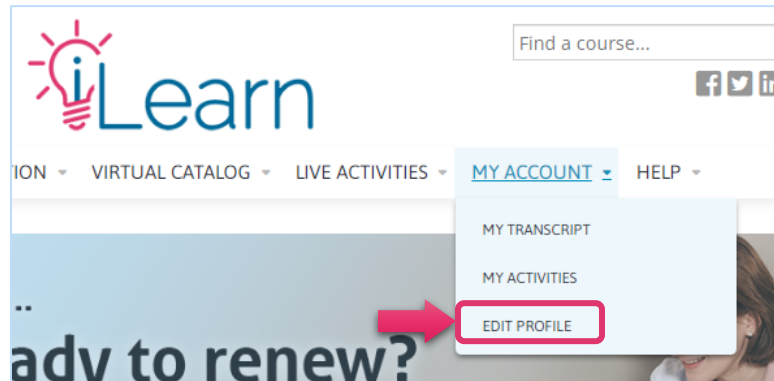 iLearn
Find a course...
ION VIRTUAL CATALOG LIVE ACTIVITIES MY ACCOUNT HELP
MY TRANSCRIPT
MY ACTIVITIES
EDIT PROFILE
..
ady to renew?